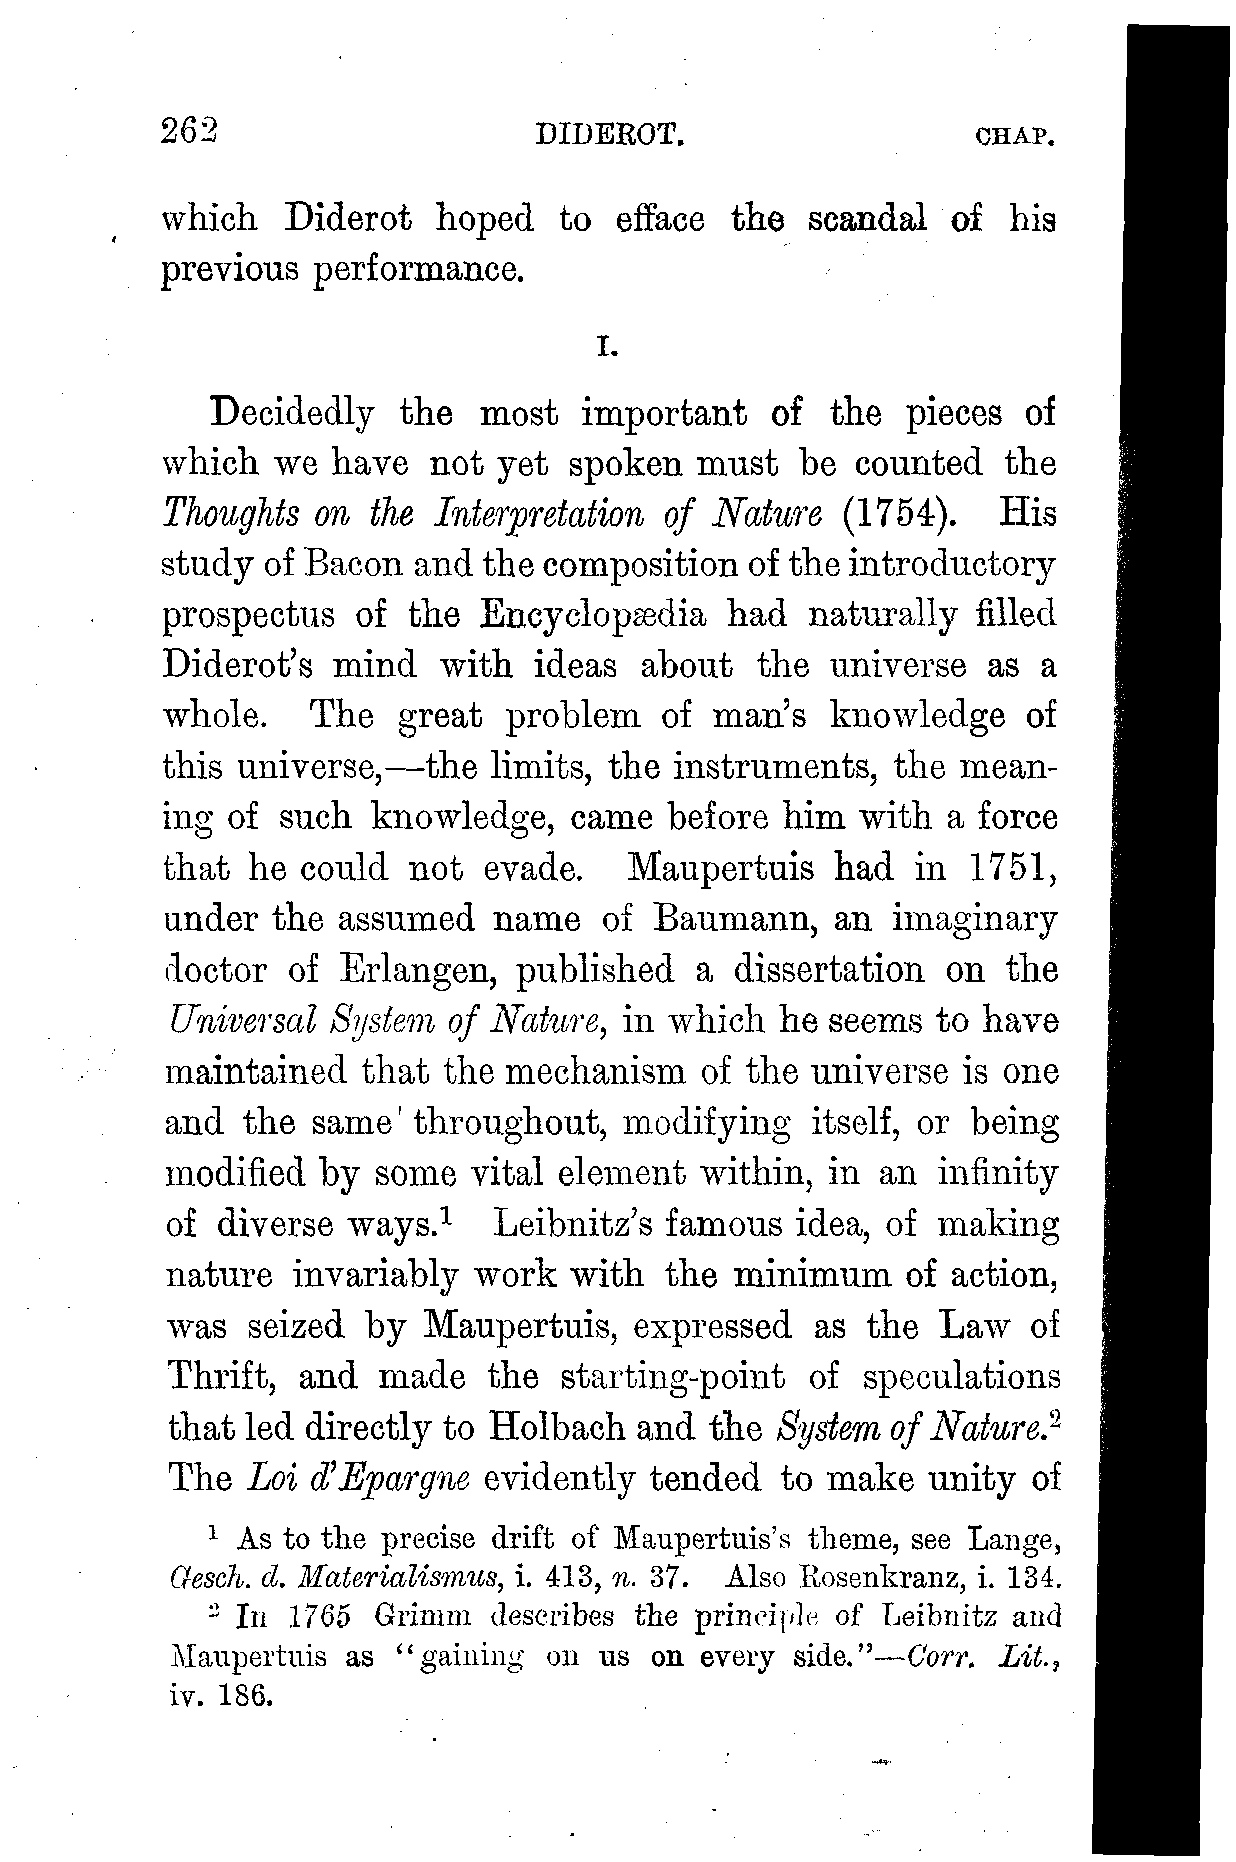 262 DIDEROT. CHAP.
which Diderot hoped to efface the scandal of his
previous performance.
I.
Decidedly the most important of the pieces of
which we have not yet spoken must be counted the
Thoughts on the Interpretation of Nature (1754). His
study of Bacon and the composition of the introductory
prospectus of the Encyclopædia had naturally filled
Diderot's mind with ideas about the universe as a
whole. The great problem of man's knowledge of
this universe,—the limits, the instruments, the mean-
ing of such knowledge, came before him with a force
that he could not evade. Maupertuis had in 1751,
under the assumed name of Baumann, an imaginary
doctor of Erlangen, published a dissertation on the
Universal System of Nature, in which he seems to have
maintained that the mechanism of the universe is one
and the same throughout, modifying itself, or being
modified by some vital element within, in an infinity
of diverse ways.¹ Leibnitz's famous idea, of making
nature invariably work with the minimum of action,
was seized by Maupertuis, expressed as the Law of
Thrift, and made the starting-point of speculations
that led directly to Holbach and the System of Nature.²
The Loi d'Epargne evidently tended to make unity of
¹ As to the precise drift of Maupertuis's theme, see Lange,
Gesch. d. Materialismus, i. 413, n. 37. Also Rosenkranz, i. 134.
² In 1765 Grimm describes the principle of Leibnitz and
Maupertuis as "gaining on us on every side."—Corr. Lit.,
iv. 186.